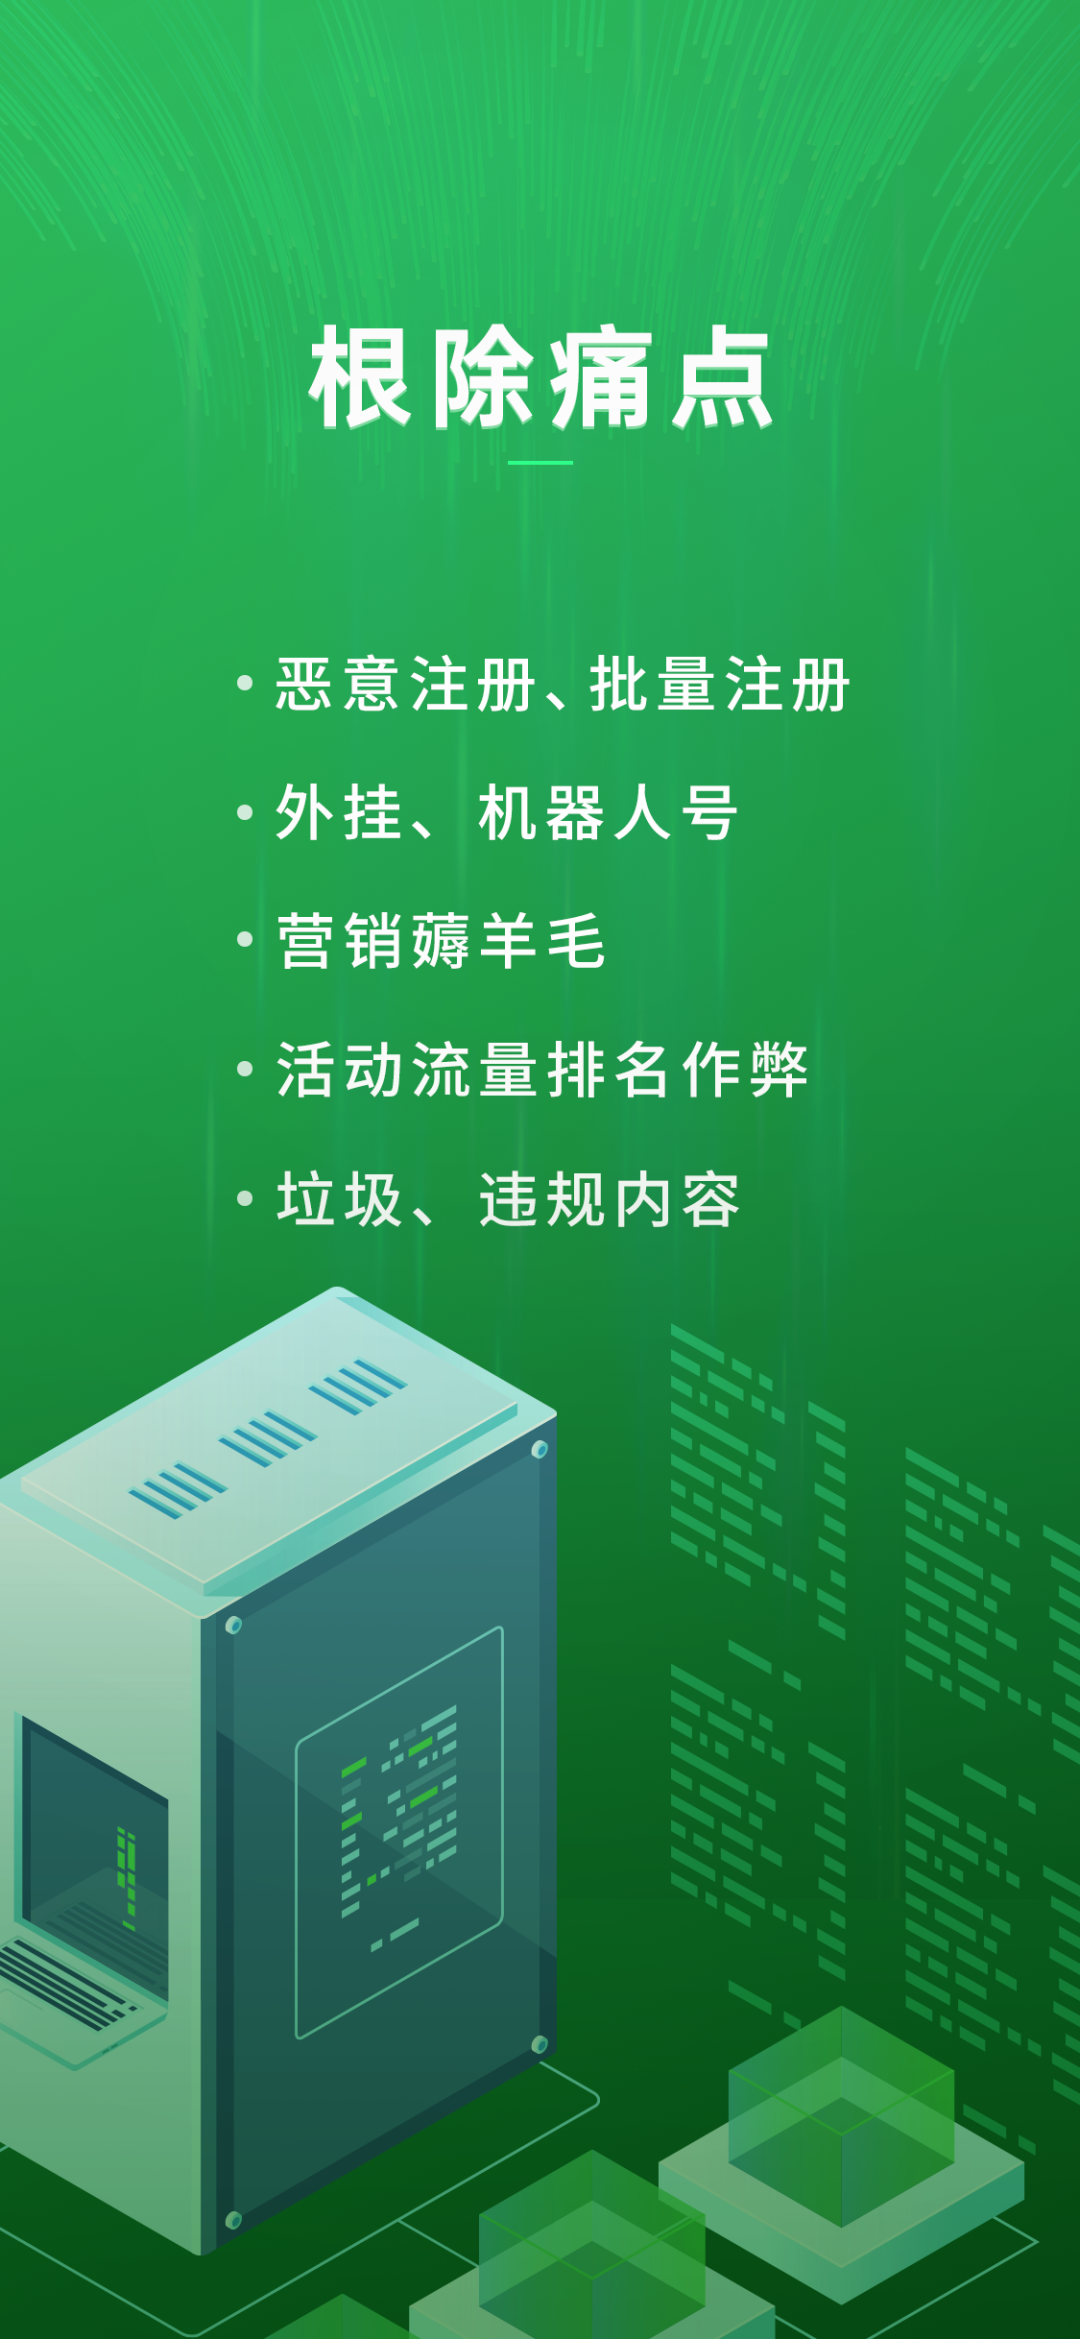 根除痛点
• 恶意注册、批量注册
• 外挂、机器人号
• 营销薅羊毛
• 活动流量排名作弊
• 垃圾、违规内容